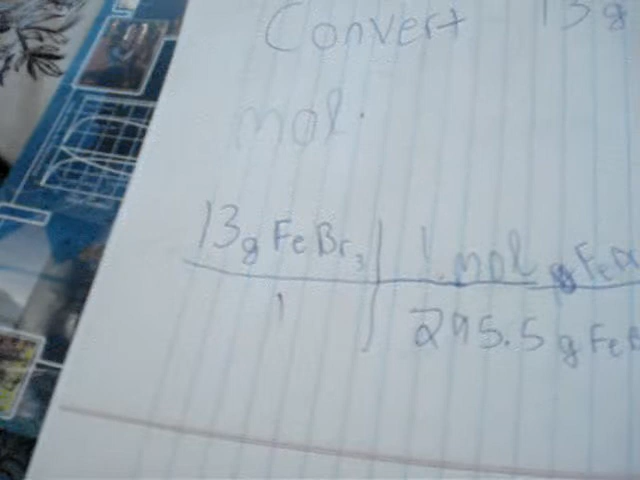 Convert 13g
mol.
13g FeBr3 | 1 mol
1 | 295.5 g